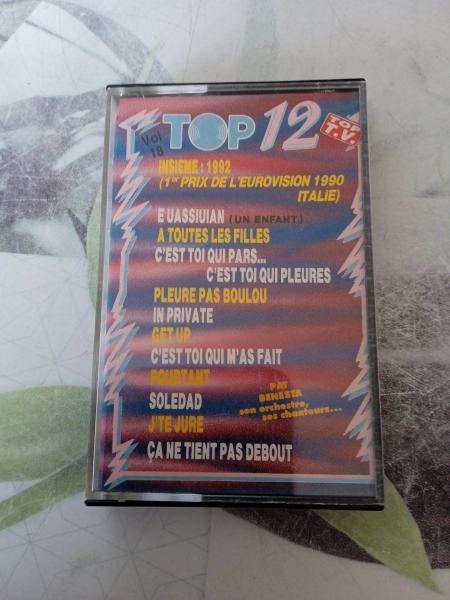 Vol 18
TOP 12
TOP T.V.
INSIEME : 1992
(1er PRIX DE L'EUROVISION 1990
ITALIE)
E UASSIUIAN (UN ENFANT)
A TOUTES LES FILLES
C'EST TOI QUI PARS...
C'EST TOI QUI PLEURES
PLEURE PAS BOULOU
IN PRIVATE
GET UP
C'EST TOI QUI M'AS FAIT
POURTANT
SOLEDAD
J'TE JURE
ÇA NE TIENT PAS DEBOUT
PAT
BENESTA
son orchestre,
ses chanteurs...